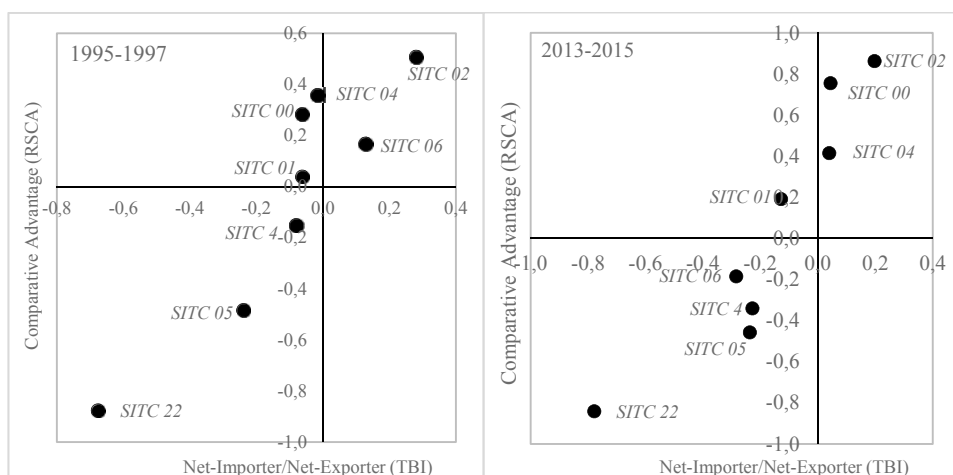 1995-1997
0,6
0,4
0,2
0,0
-0,2
-0,4
-0,6
-0,8
-1,0
-0,8
-0,6
-0,4
-0,2
0,0
0,2
0,4
SITC 02
SITC 04
SITC 00
SITC 06
SITC 01
SITC 4
SITC 05
SITC 22
Comparative Advantage (RSCA)
Net-Importer/Net-Exporter (TBI)
2013-2015
1,0
0,8
0,6
0,4
0,2
0,0
-0,2
-0,4
-0,6
-0,8
-1,0
-1,0
-0,8
-0,6
-0,4
-0,2
0,0
0,2
0,4
SITC 02
SITC 00
SITC 04
SITC 01
SITC 06
SITC 4
SITC 05
SITC 22
Comparative Advantage (RSCA)
Net-Importer/Net-Exporter (TBI)